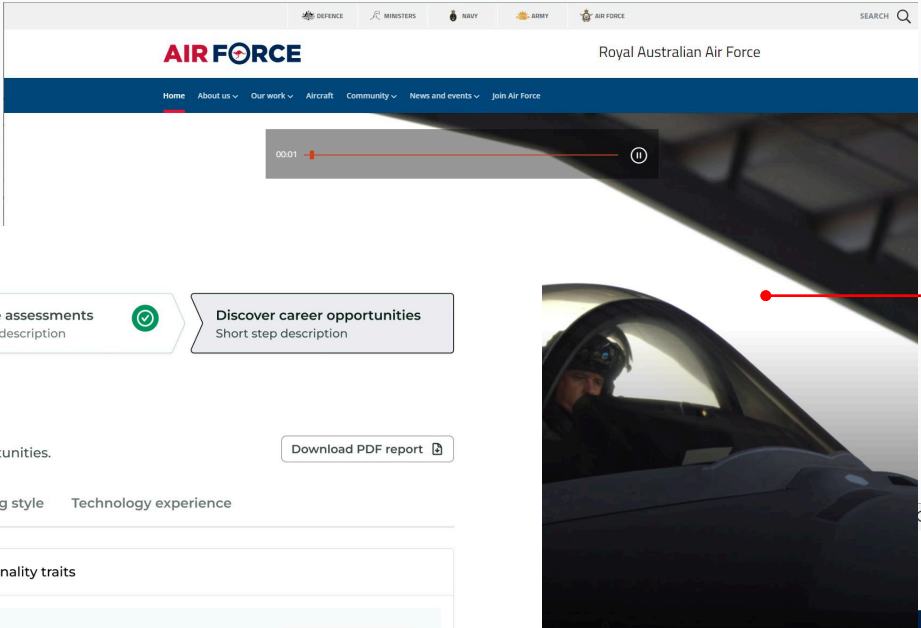 DEFENCE MINISTERS NAVY ARMY AIR FORCE SEARCH
AIR FORCE Royal Australian Air Force
Home About us Our work Aircraft Community News and events Join Air Force
00:01
assessments
description
Discover career opportunities
Short step description
tunities.
Download PDF report
g style Technology experience
nality traits